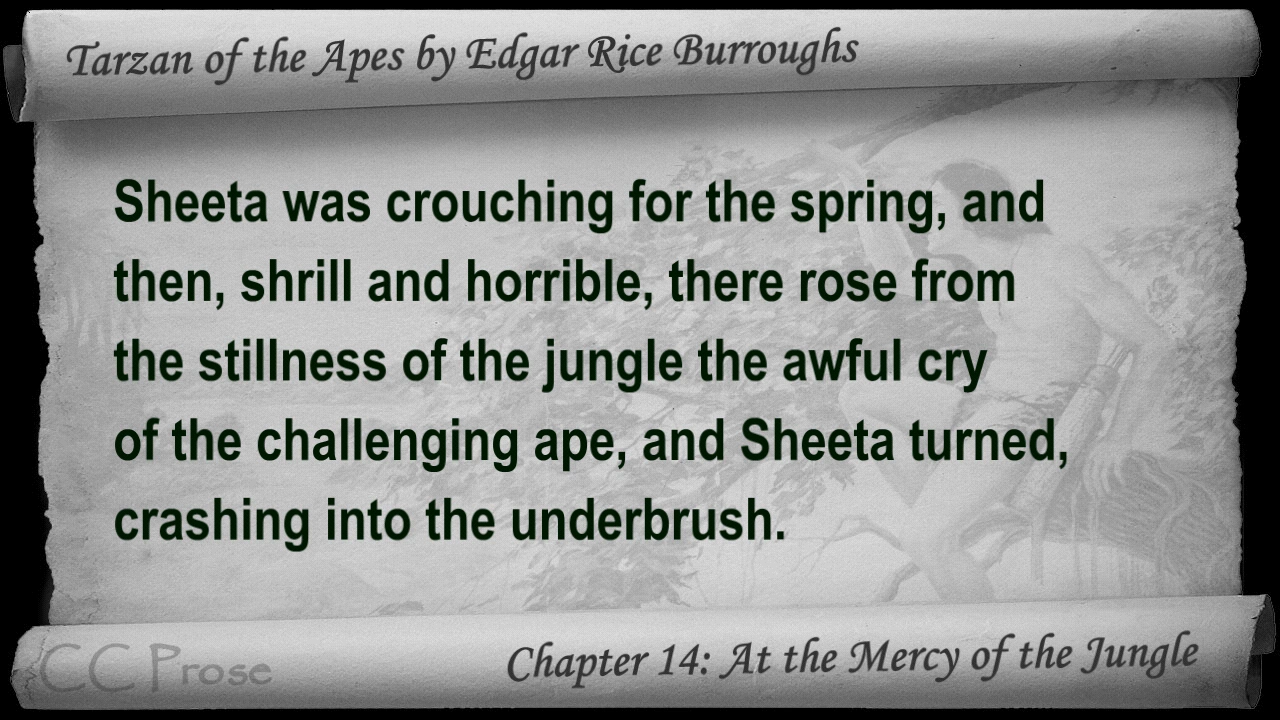 Tarzan of the Apes by Edgar Rice Burroughs
Sheeta was crouching for the spring, and
then, shrill and horrible, there rose from
the stillness of the jungle the awful cry
of the challenging ape, and Sheeta turned,
crashing into the underbrush.
CC Prose
Chapter 14: At the Mercy of the Jungle